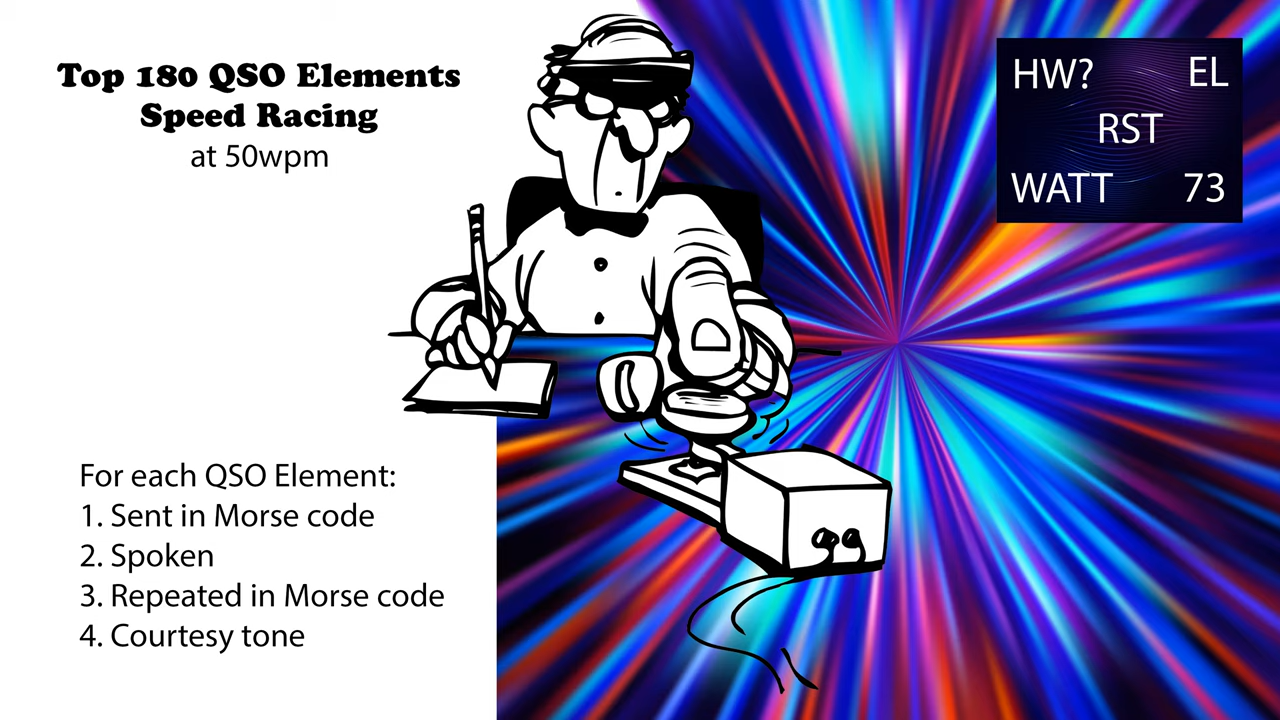 Top 180 QSO Elements
Speed Racing
at 50wpm
HW? EL
RST
WATT 73
For each QSO Element:
1. Sent in Morse code
2. Spoken
3. Repeated in Morse code
4. Courtesy tone